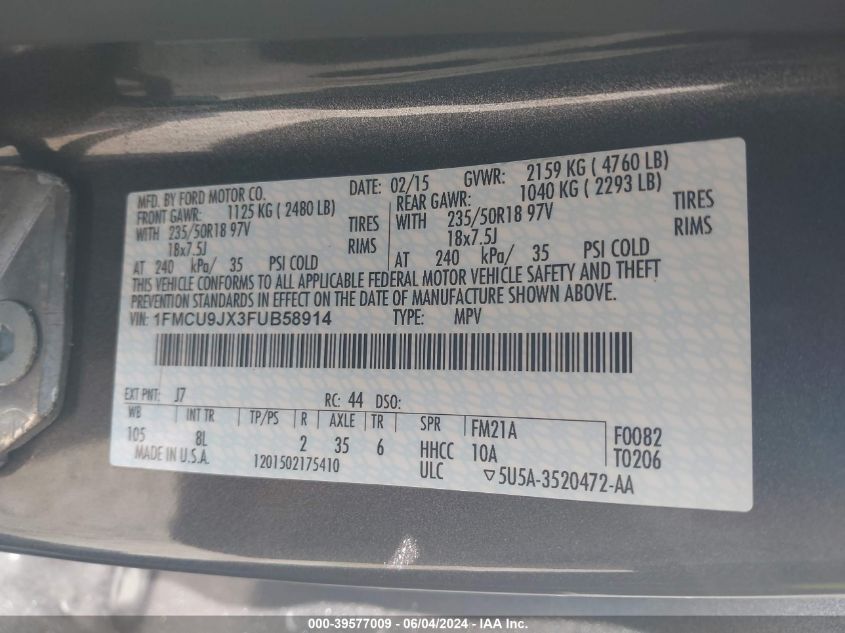 MFD. BY FORD MOTOR CO. DATE: 02/15 GVWR: 2159 KG ( 4760 LB)
FRONT GAWR: 1125 KG ( 2480 LB) REAR GAWR: 1040 KG ( 2293 LB)
WITH 235/50R18 97V TIRES WITH 235/50R18 97V TIRES
18x7.5J RIMS 18x7.5J RIMS
AT 240 kPa/ 35 PSI COLD AT 240 kPa/ 35 PSI COLD
THIS VEHICLE CONFORMS TO ALL APPLICABLE FEDERAL MOTOR VEHICLE SAFETY AND THEFT
PREVENTION STANDARDS IN EFFECT ON THE DATE OF MANUFACTURE SHOWN ABOVE.
VIN: 1FMCU9JX3FUB58914 TYPE: MPV
EXT PNT: J7 RC: 44 DSO:
WB INT TR TP/PS R AXLE TR SPR FM21A F0082
105 8L 2 35 6 HHCC 10A T0206
MADE IN U.S.A. 1201502175410 ULC ▽5U5A-3520472-AA
000-39577009 - 06/04/2024 - IAA, Inc.